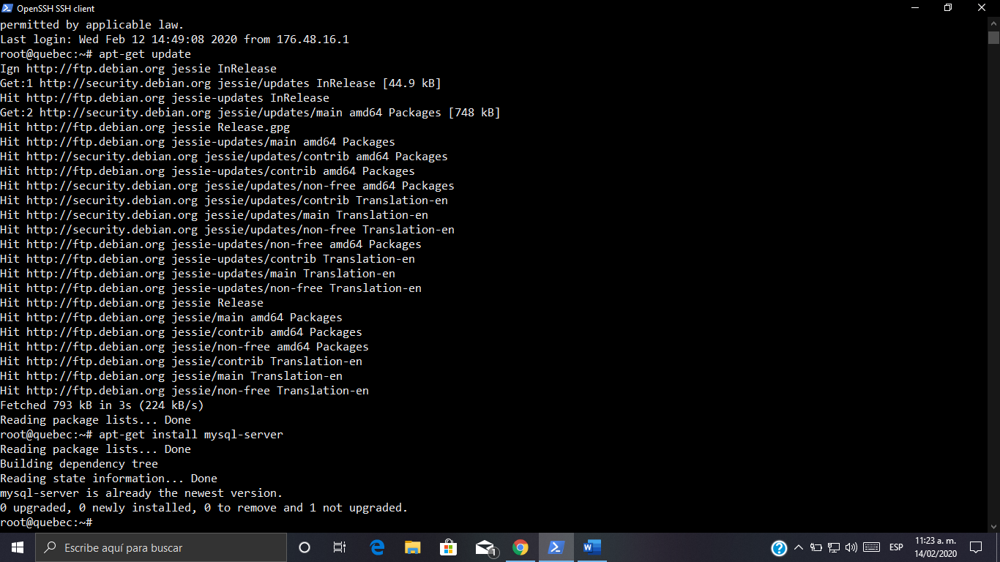 OpenSSH SSH client
permitted by applicable law.
Last login: Wed Feb 12 14:49:08 2020 from 176.48.16.1
root@quebec:~# apt-get update
Ign http://ftp.debian.org jessie InRelease
Get:1 http://security.debian.org jessie/updates InRelease [44.9 kB]
Hit http://ftp.debian.org jessie-updates InRelease
Get:2 http://security.debian.org jessie/updates/main amd64 Packages [748 kB]
Hit http://ftp.debian.org jessie Release.gpg
Hit http://ftp.debian.org jessie-updates/main amd64 Packages
Hit http://security.debian.org jessie/updates/contrib amd64 Packages
Hit http://ftp.debian.org jessie-updates/contrib amd64 Packages
Hit http://security.debian.org jessie/updates/non-free amd64 Packages
Hit http://security.debian.org jessie/updates/contrib Translation-en
Hit http://security.debian.org jessie/updates/main Translation-en
Hit http://security.debian.org jessie/updates/non-free Translation-en
Hit http://ftp.debian.org jessie-updates/non-free amd64 Packages
Hit http://ftp.debian.org jessie-updates/contrib Translation-en
Hit http://ftp.debian.org jessie-updates/main Translation-en
Hit http://ftp.debian.org jessie-updates/non-free Translation-en
Hit http://ftp.debian.org jessie Release
Hit http://ftp.debian.org jessie/main amd64 Packages
Hit http://ftp.debian.org jessie/contrib amd64 Packages
Hit http://ftp.debian.org jessie/non-free amd64 Packages
Hit http://ftp.debian.org jessie/contrib Translation-en
Hit http://ftp.debian.org jessie/main Translation-en
Hit http://ftp.debian.org jessie/non-free Translation-en
Fetched 793 kB in 3s (224 kB/s)
Reading package lists... Done
root@quebec:~# apt-get install mysql-server
Reading package lists... Done
Building dependency tree
Reading state information... Done
mysql-server is already the newest version.
0 upgraded, 0 newly installed, 0 to remove and 1 not upgraded.
root@quebec:~#
Escribe aquí para buscar
1
ESP
11:23 a. m.
14/02/2020